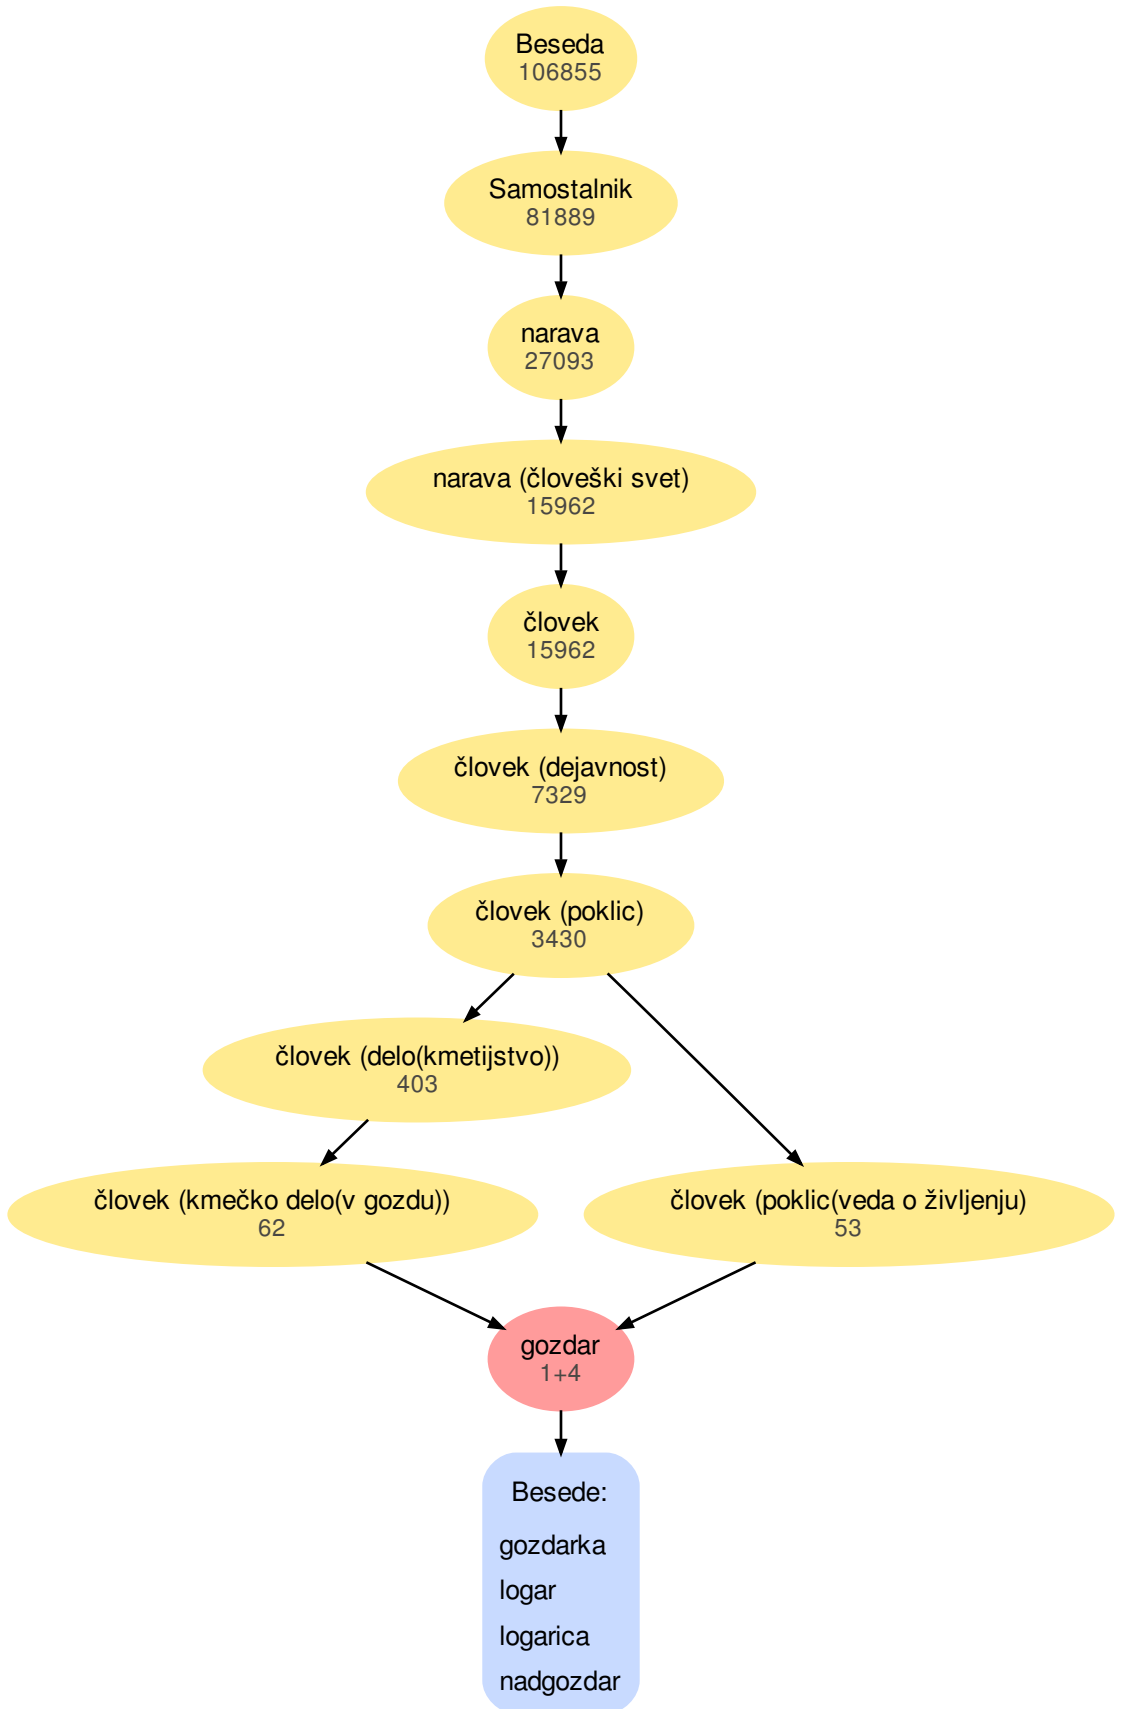 Beseda
106855
Samostalnik
81889
narava
27093
narava (človeški svet)
15962
človek
15962
človek (dejavnost)
7329
človek (poklic)
3430
človek (delo(kmetijstvo))
403
človek (kmečko delo(v gozdu))
62
človek (poklic(veda o življenju)
53
gozdar
1+4
Besede:
gozdarka
logar
logarica
nadgozdar